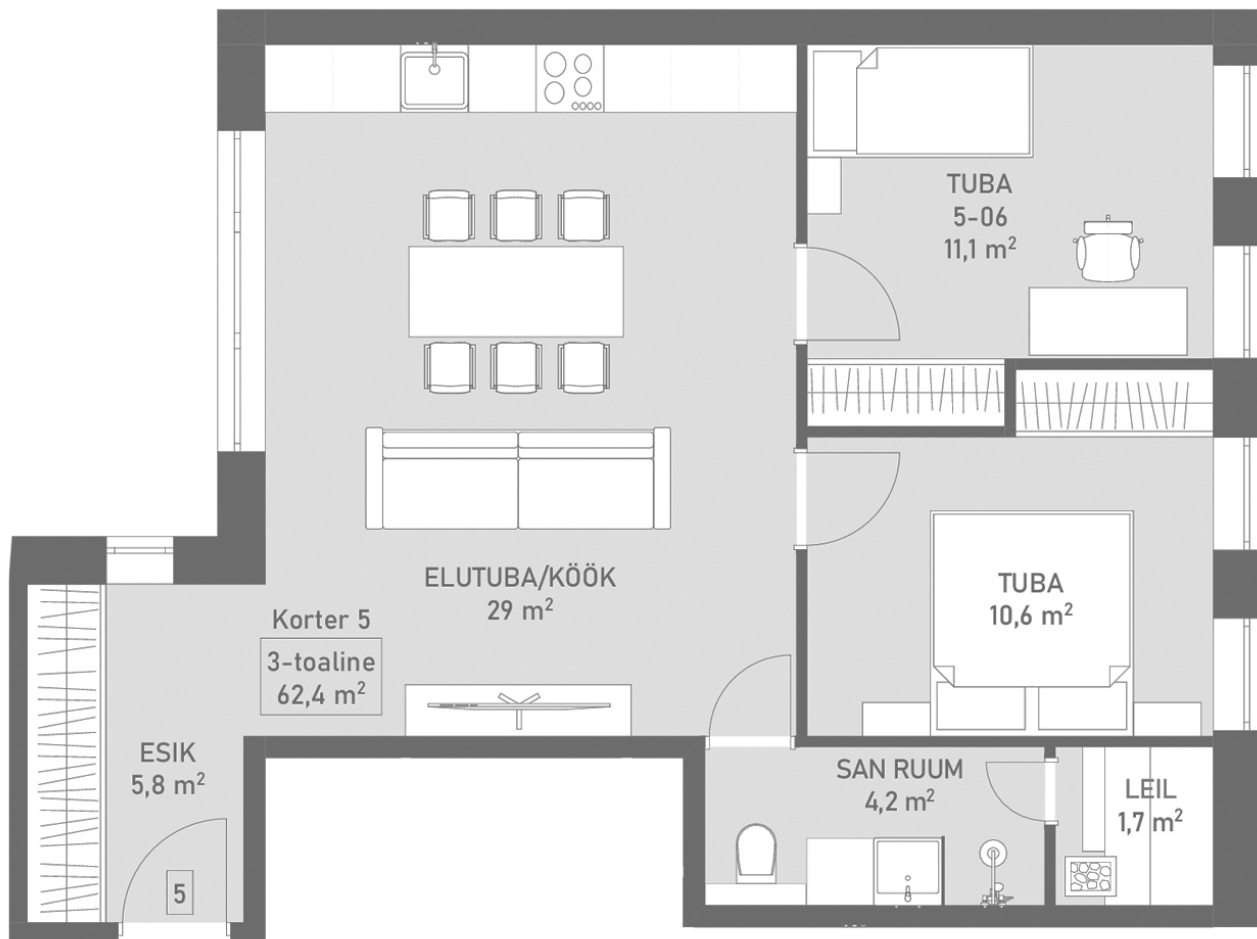 TUBA
5-06
11,1 m²
ELUTUBA/KÖÖK
29 m²
TUBA
10,6 m²
Korter 5
3-toaline
62,4 m²
ESIK
5,8 m²
SAN RUUM
4,2 m²
LEIL
1,7 m²
5